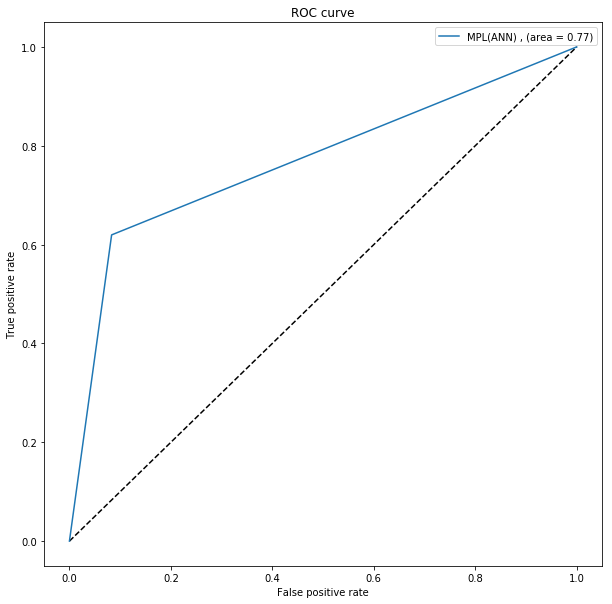 ROC curve
MPL(ANN) , (area = 0.77)
1.0
0.8
0.6
0.4
0.2
0.0
True positive rate
0.0 0.2 0.4 0.6 0.8 1.0
False positive rate